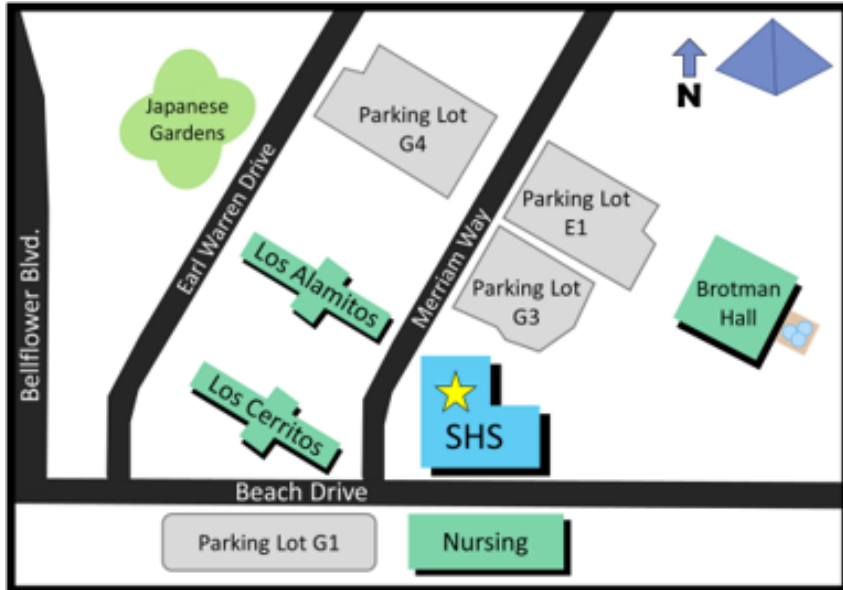 Japanese
Gardens
Parking Lot
G4
N
Earl Warren Drive
Merriam Way
Parking Lot
E1
Bellflower Blvd.
Los Alamitos
Parking Lot
G3
Brotman
Hall
Los Cerritos
SHS
Beach Drive
Parking Lot G1
Nursing